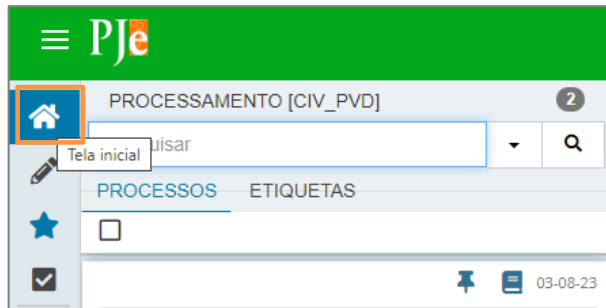 PJe
PROCESSAMENTO [CIV_PVD] 2
uisar
Tela inicial
PROCESSOS ETIQUETAS
03-08-23